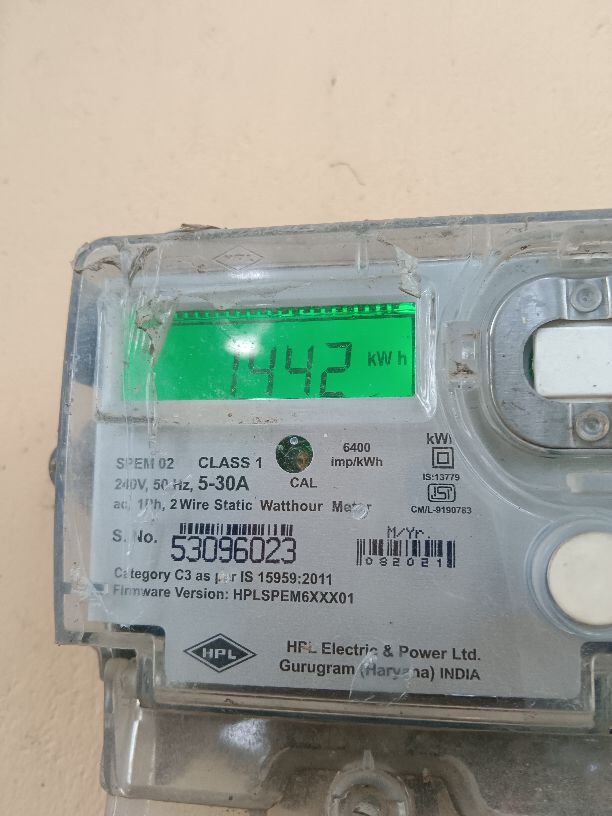 1442 kWh
SPEM 02 CLASS 1 6400 imp/kWh
240V, 50 Hz, 5-30A CAL
IS:13779
ac, 1Ph, 2 Wire Static Watthour Meter
CM/L-9190783
S. No. 53096023
M/Yr.
092021
Category C3 as per IS 15959:2011
Firmware Version: HPLSPEM6XXX01
HPL
HPL Electric & Power Ltd.
Gurugram (Haryana) INDIA